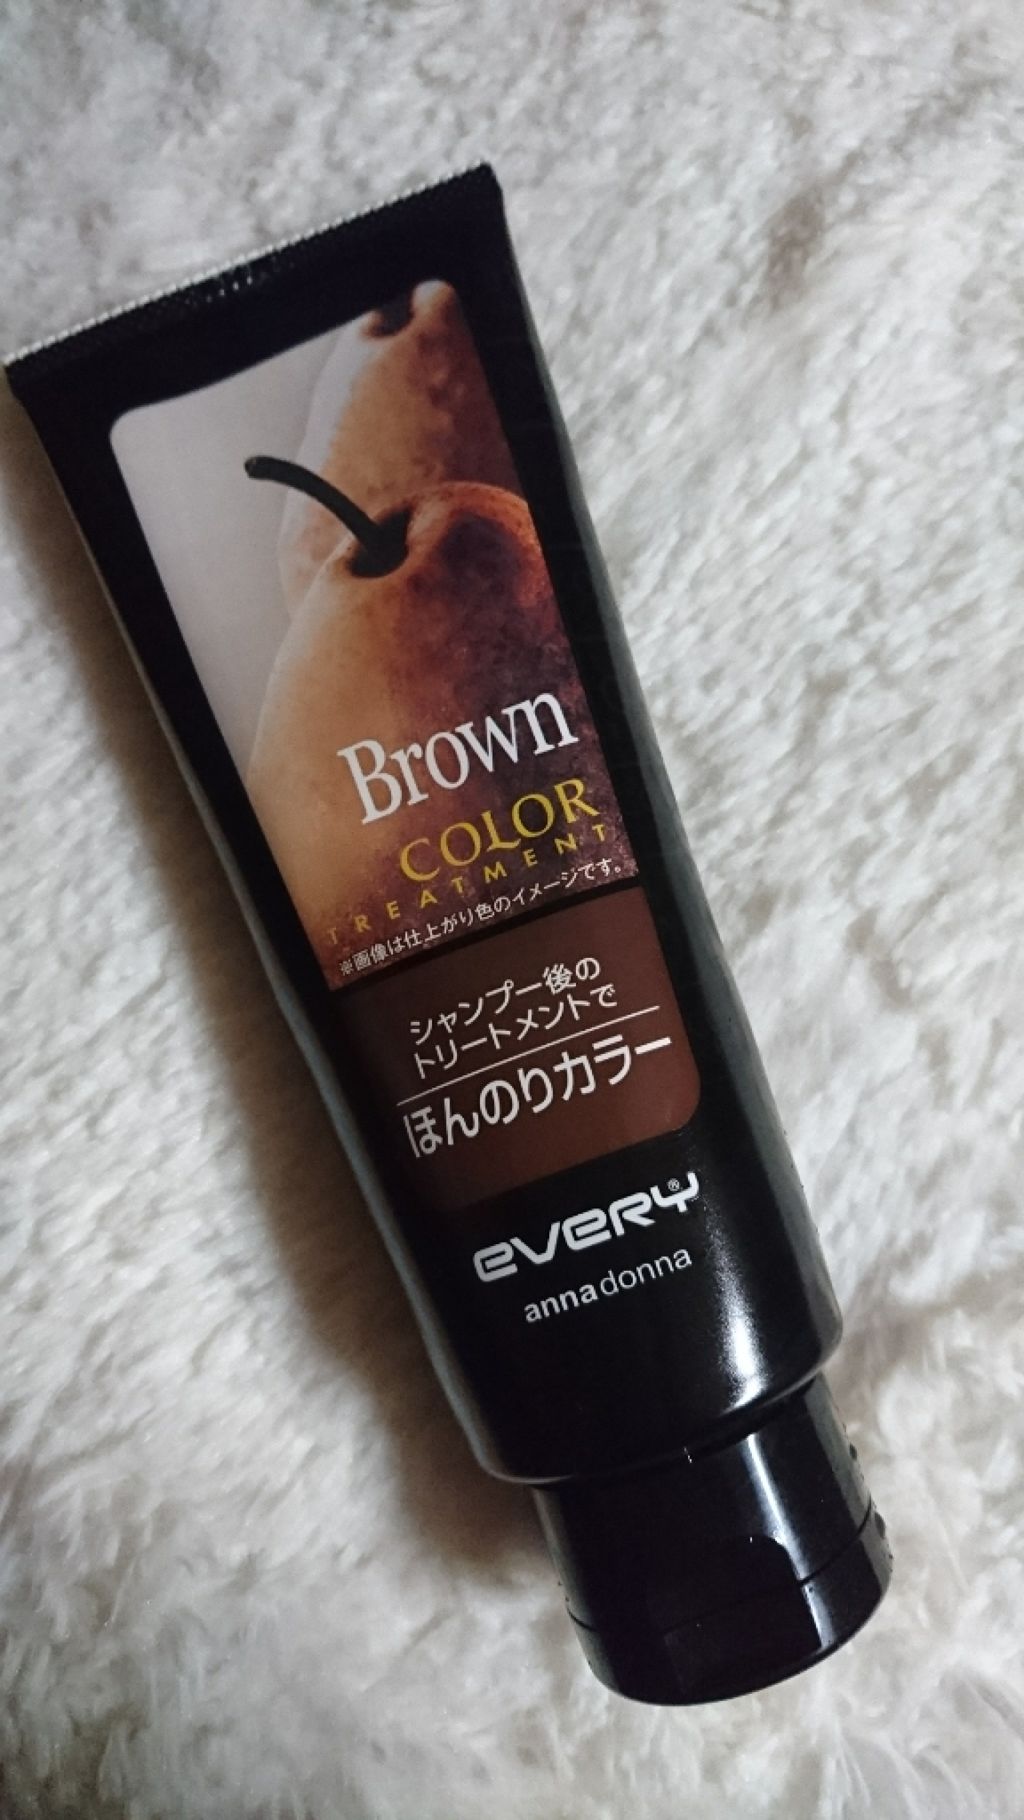 Brown
COLOR
TREATMENT
※画像は仕上がり色のイメージです。
シャンプー後の
トリートメントで
ほんのりカラー
eveRy®
annadonna